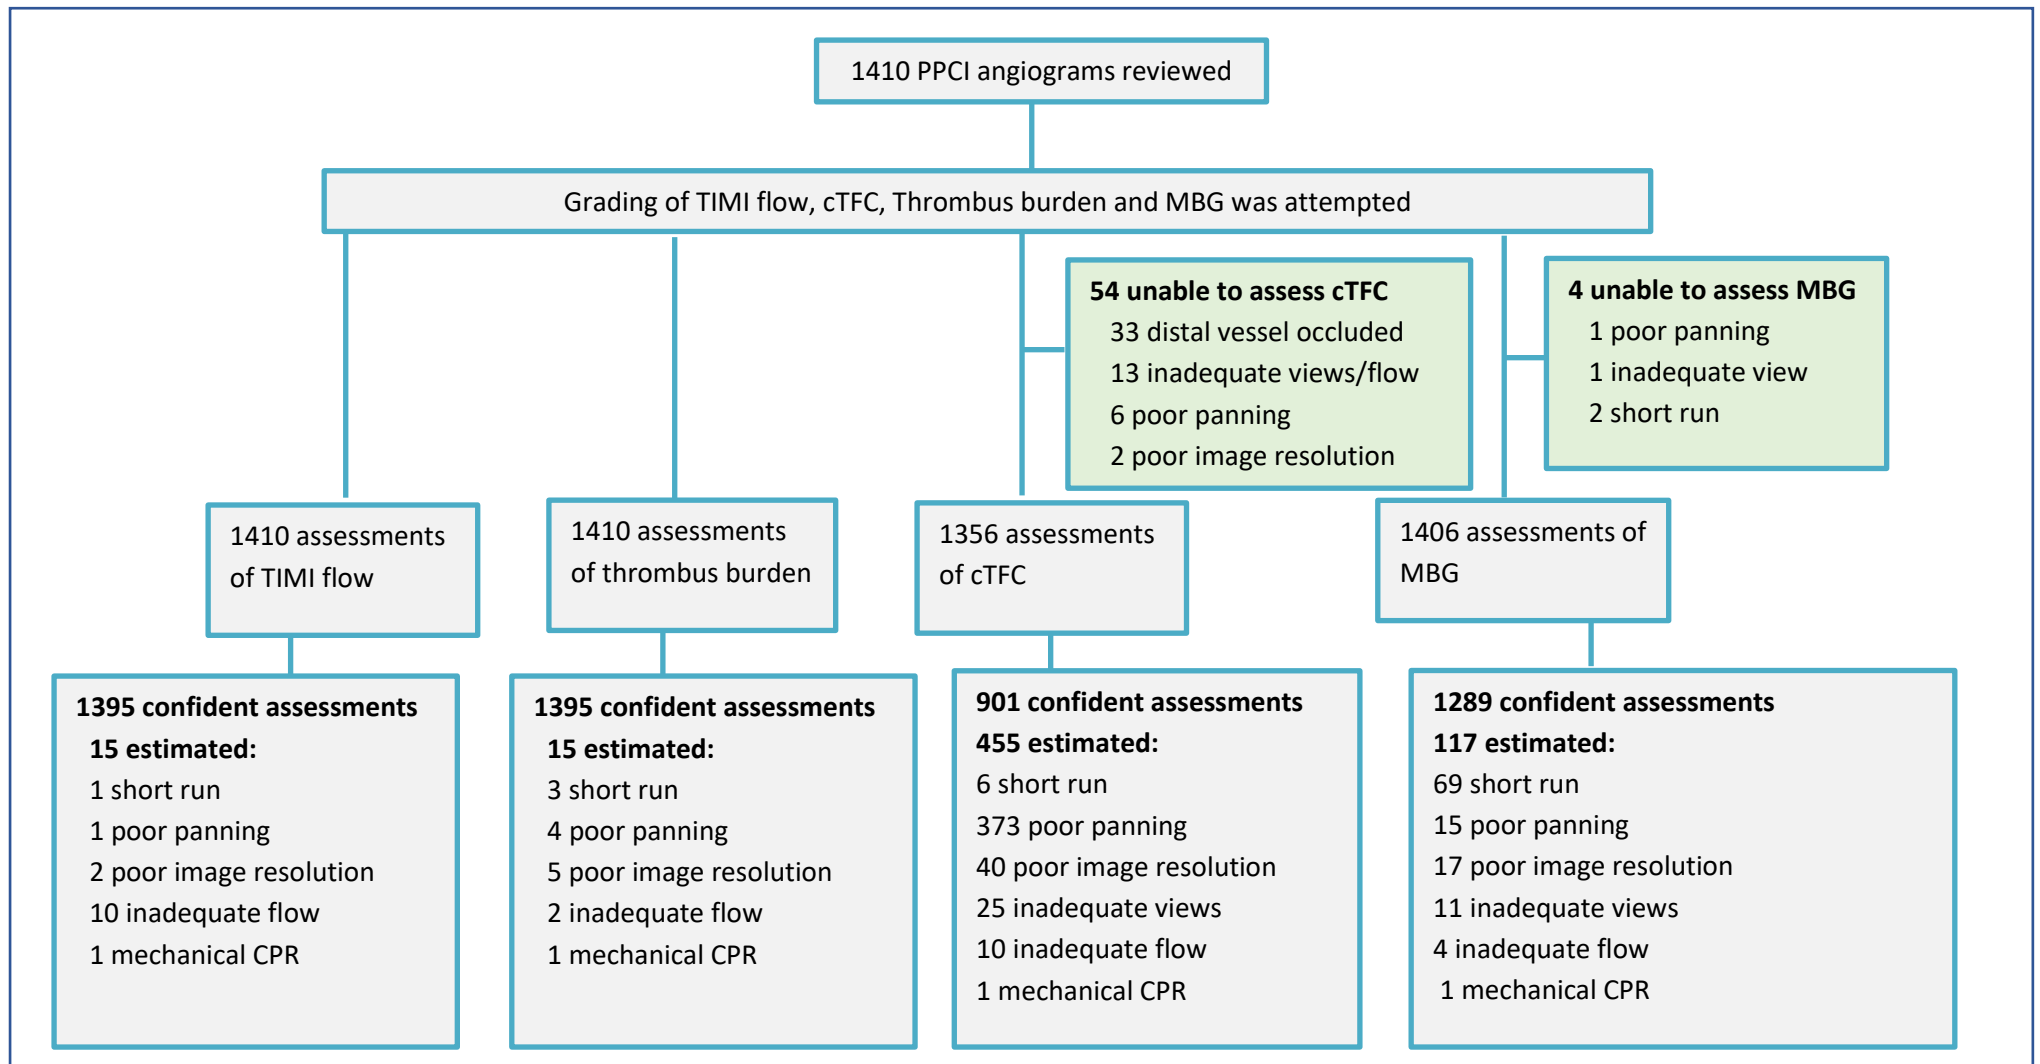 1410 PPCI angiograms reviewed
Grading of TIMI flow, cTFC, Thrombus burden and MBG was attempted
54 unable to assess cTFC
33 distal vessel occluded
13 inadequate views/flow
6 poor panning
2 poor image resolution
4 unable to assess MBG
1 poor panning
1 inadequate view
2 short run
1410 assessments
of TIMI flow
1410 assessments
of thrombus burden
1356 assessments
of cTFC
1406 assessments of
MBG
1395 confident assessments
15 estimated:
1 short run
1 poor panning
2 poor image resolution
10 inadequate flow
1 mechanical CPR
1395 confident assessments
15 estimated:
3 short run
4 poor panning
5 poor image resolution
2 inadequate flow
1 mechanical CPR
901 confident assessments
455 estimated:
6 short run
373 poor panning
40 poor image resolution
25 inadequate views
10 inadequate flow
1 mechanical CPR
1289 confident assessments
117 estimated:
69 short run
15 poor panning
17 poor image resolution
11 inadequate views
4 inadequate flow
1 mechanical CPR